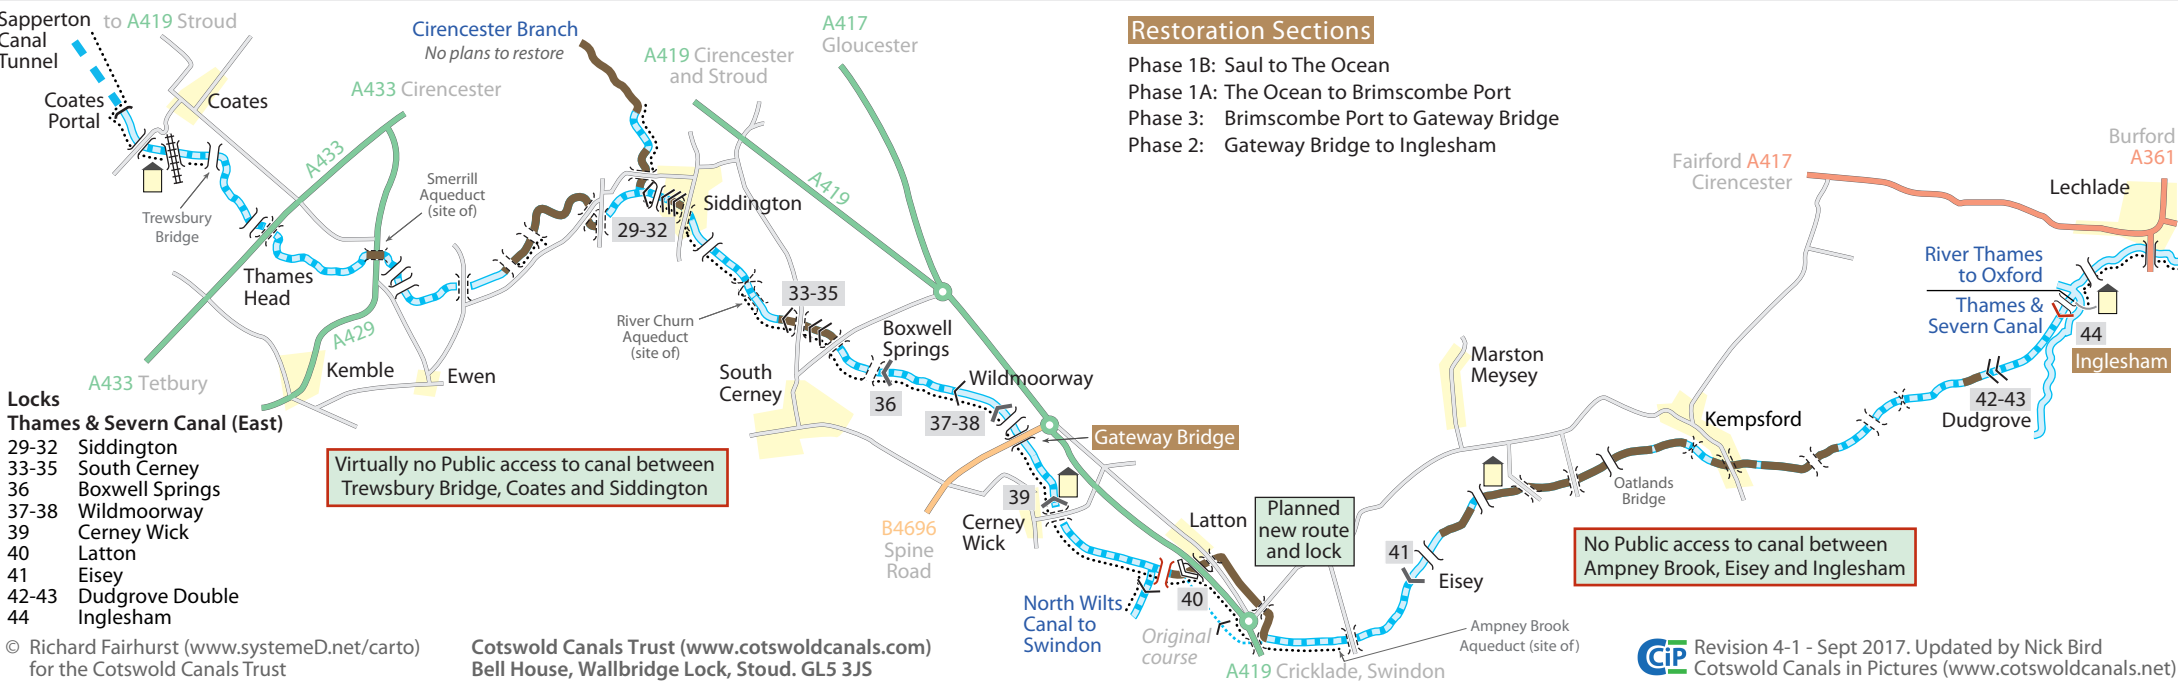 Sapperton
Canal
Tunnel
to A419 Stroud
Coates
Portal
Coates
A433 Cirencester
A433
Trewsbury
Bridge
Smerrill
Aqueduct
(site of)
Thames
Head
A429
A433 Tetbury
Kemble
Ewen
Cirencester Branch
No plans to restore
A419 Cirencester
and Stroud
A417
Gloucester
A419
Siddington
29-32
33-35
River Churn
Aqueduct
(site of)
South
Cerney
Boxwell
Springs
36
Wildmoorway
37-38
Gateway Bridge
39
Cerney
Wick
B4696
Spine
Road
Latton
40
North Wilts
Canal to
Swindon
Original
course
A419 Cricklade, Swindon
Planned
new route
and lock
Ampney Brook
Aqueduct (site of)
41
Eisey
Marston
Meysey
Oatlands
Bridge
Kempsford
Fairford A417
Cirencester
Burford
A361
Lechlade
River Thames
to Oxford
Thames &
Severn Canal
44
Inglesham
42-43
Dudgrove
Restoration Sections
Phase 1B: Saul to The Ocean
Phase 1A: The Ocean to Brimscombe Port
Phase 3: Brimscombe Port to Gateway Bridge
Phase 2: Gateway Bridge to Inglesham
Virtually no Public access to canal between
Trewsbury Bridge, Coates and Siddington
No Public access to canal between
Ampney Brook, Eisey and Inglesham
Locks
Thames & Severn Canal (East)
29-32 Siddington
33-35 South Cerney
36 Boxwell Springs
37-38 Wildmoorway
39 Cerney Wick
40 Latton
41 Eisey
42-43 Dudgrove Double
44 Inglesham
© Richard Fairhurst (www.systemeD.net/carto)
for the Cotswold Canals Trust
Cotswold Canals Trust (www.cotswoldcanals.com)
Bell House, Wallbridge Lock, Stoud. GL5 3JS
CiP
Revision 4-1 - Sept 2017. Updated by Nick Bird
Cotswold Canals in Pictures (www.cotswoldcanals.net)